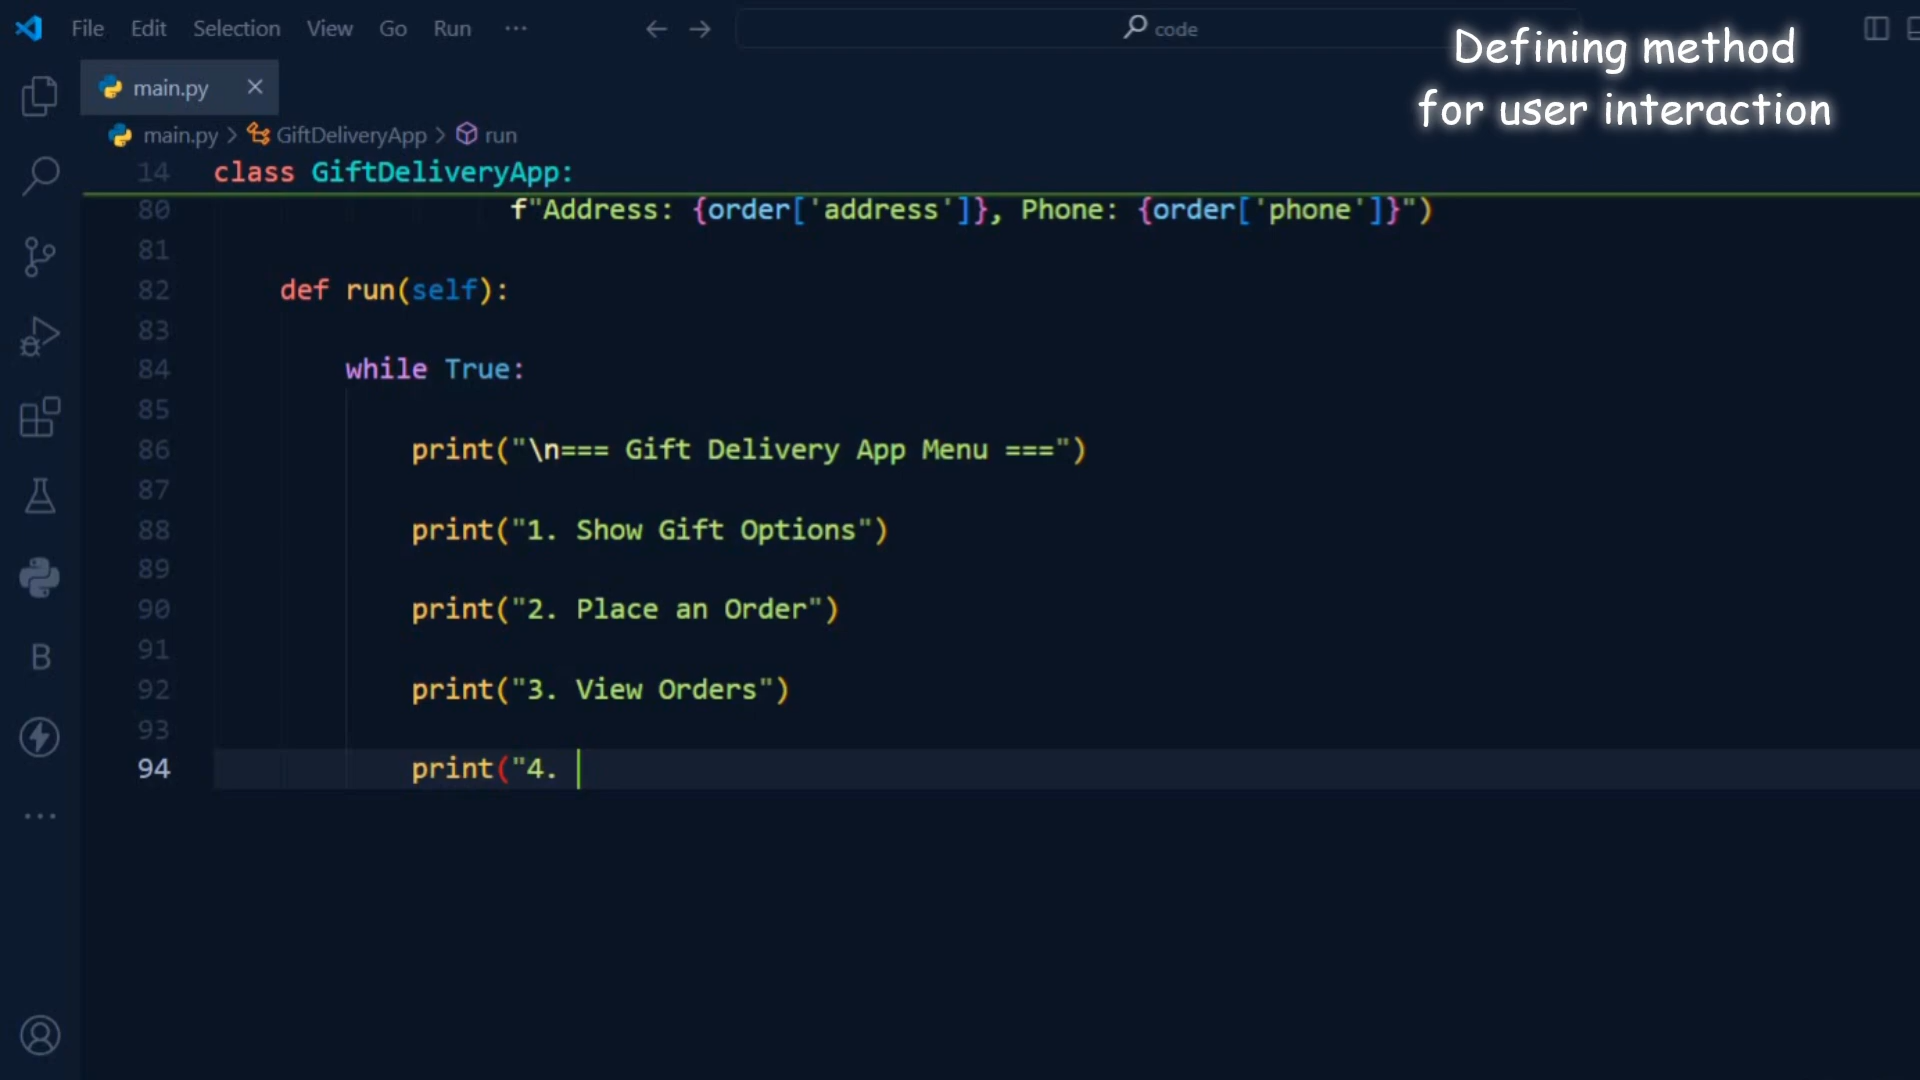 File Edit Selection View Go Run ···
code
Defining method
for user interaction
main.py
main.py > GiftDeliveryApp > run
14 class GiftDeliveryApp:
80 f"Address: {order['address']}, Phone: {order['phone']}")
81
82 def run(self):
83
84 while True:
85
86 print("\n=== Gift Delivery App Menu ===")
87
88 print("1. Show Gift Options")
89
90 print("2. Place an Order")
91
92 print("3. View Orders")
93
94 print("4.
B